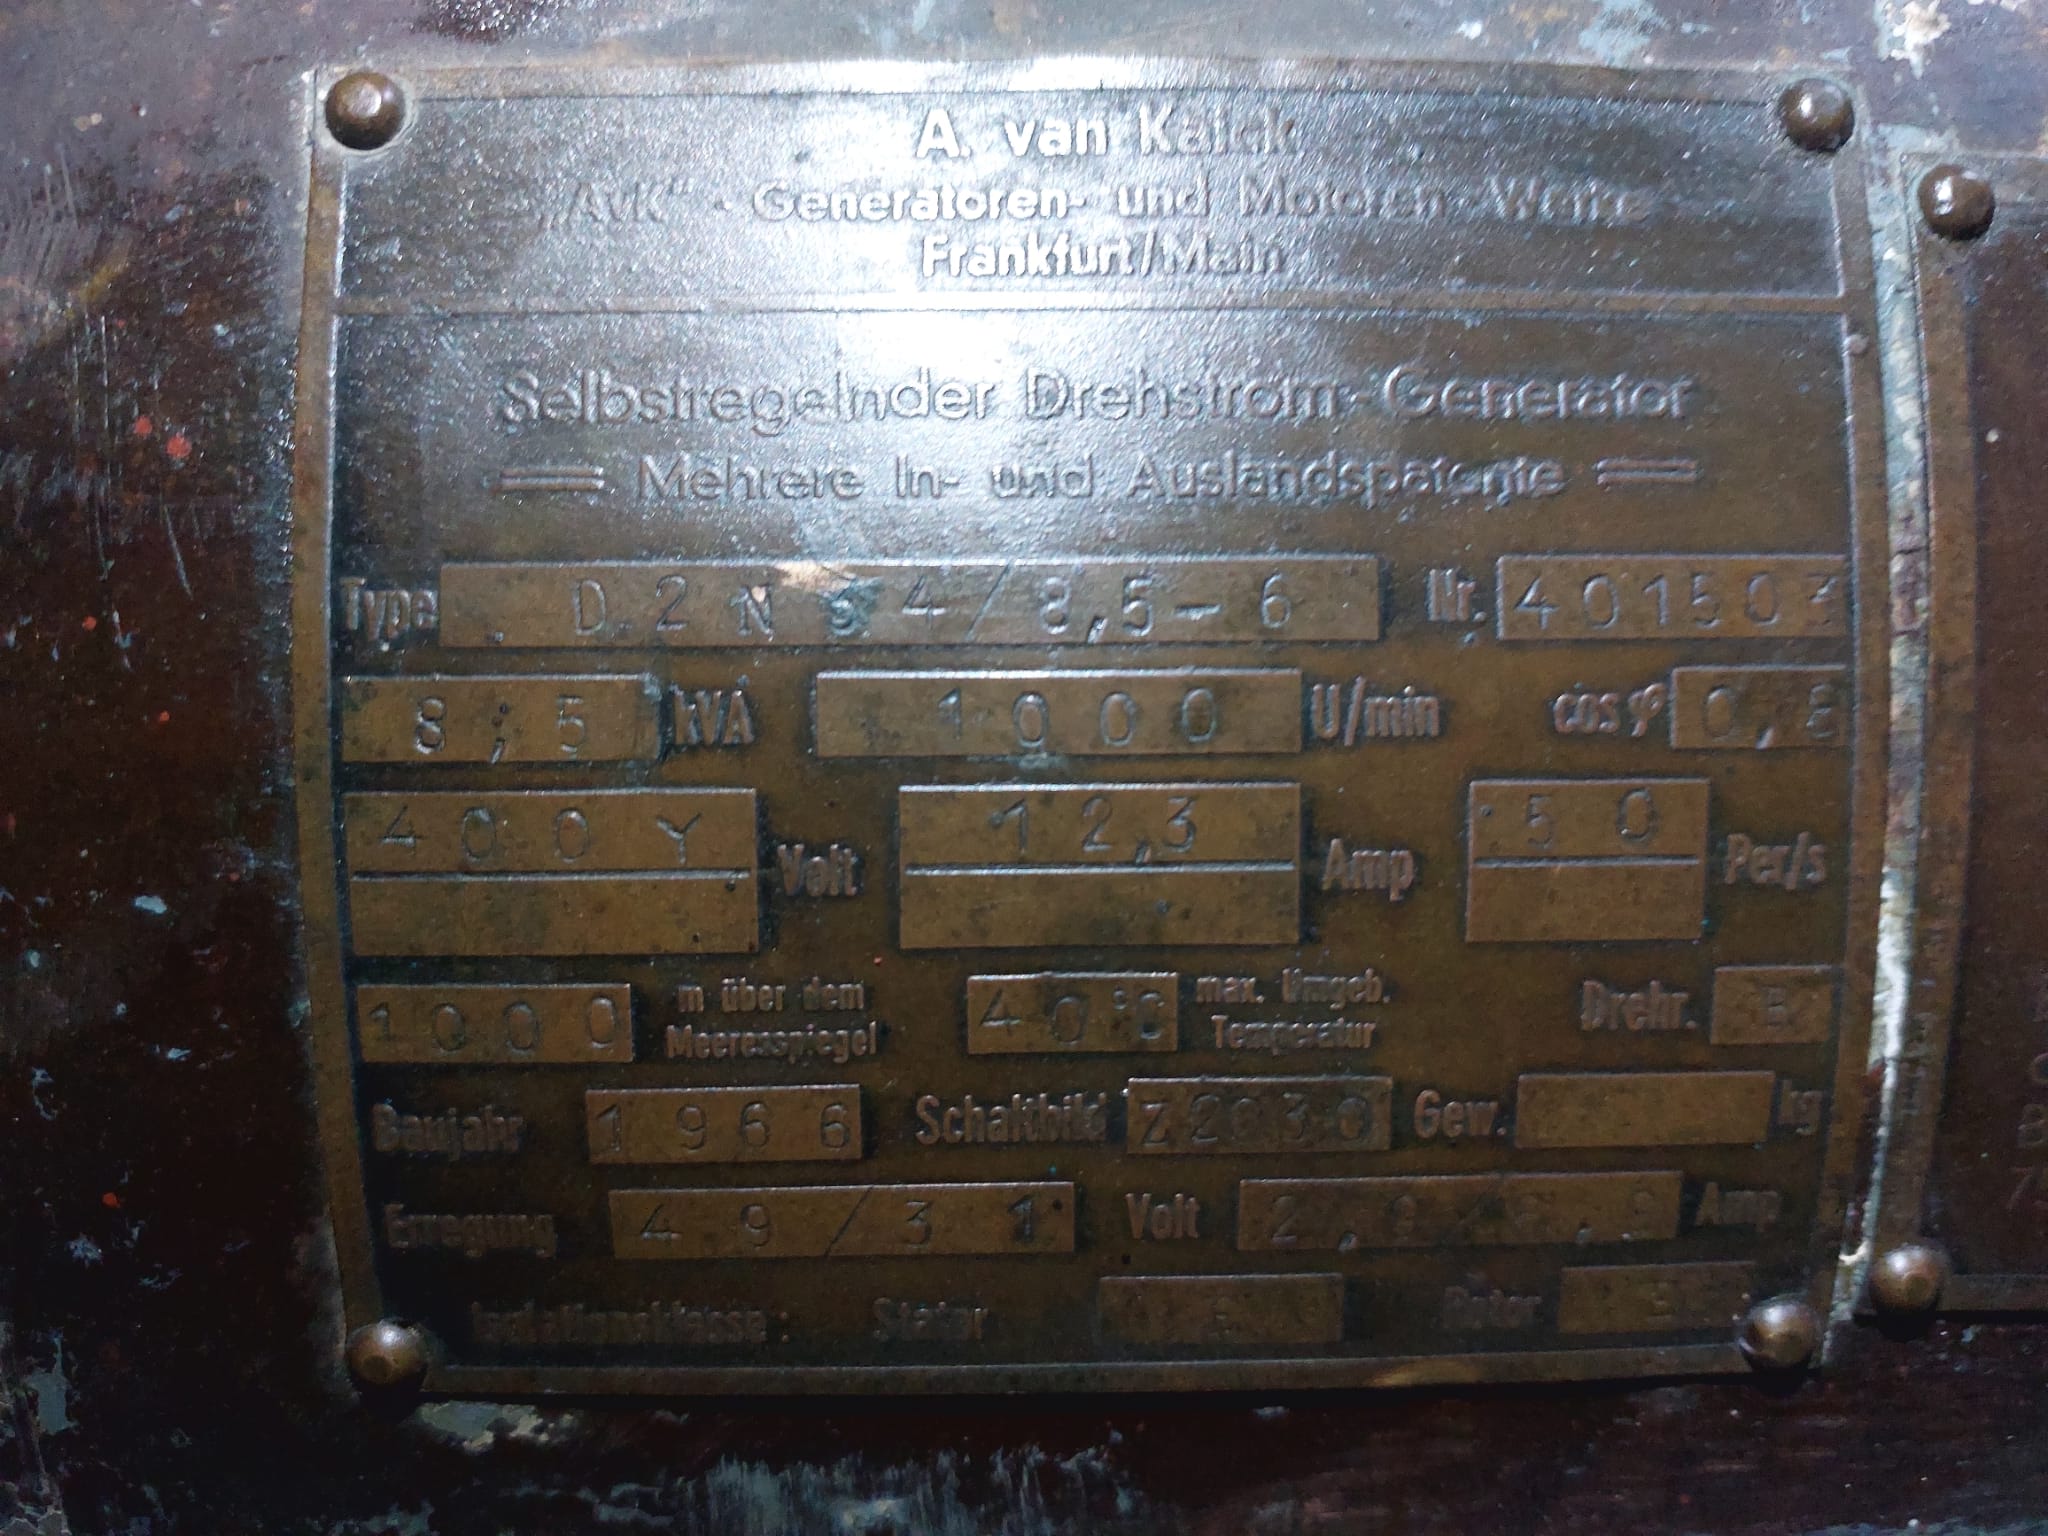 A. van Kaick
„AvK“ · Generatoren- und Motoren-Werke
Frankfurt/Main
Selbstregelnder Drehstrom-Generator
Mehrere In- und Auslandspatente
Type D 2 N s 4/8,5-6 Nr. 401503
8,5 kVA 1000 U/min cos φ 0,8
400 Y Volt 12,3 Amp 50 Per/s
1000 m über dem Meeresspiegel 40°C max. Umgeb. Temperatur Drehr.
Baujahr 1966 Schaltbild Z2030 Gew. kg
Erregung 49/31 Volt Amp
Isolationsklasse: Stator Rotor